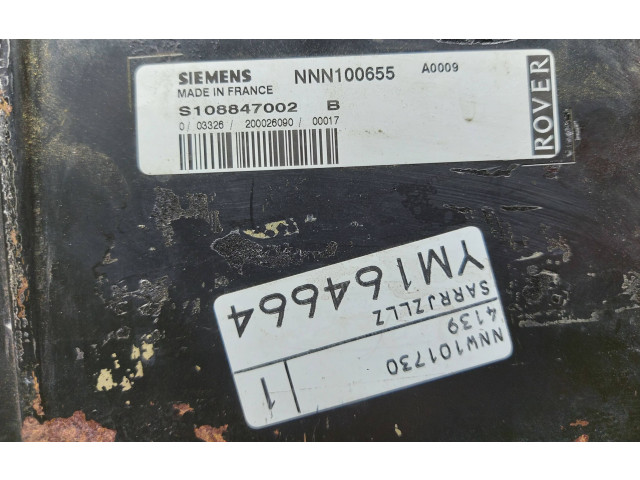 SIEMENS NNN100655 A0009
MADE IN FRANCE
S108847002 B
0/ 03326/ 200026090/ 00017
ROVER
NNW101730
4139
SARRJZLLZ
YM164664
1